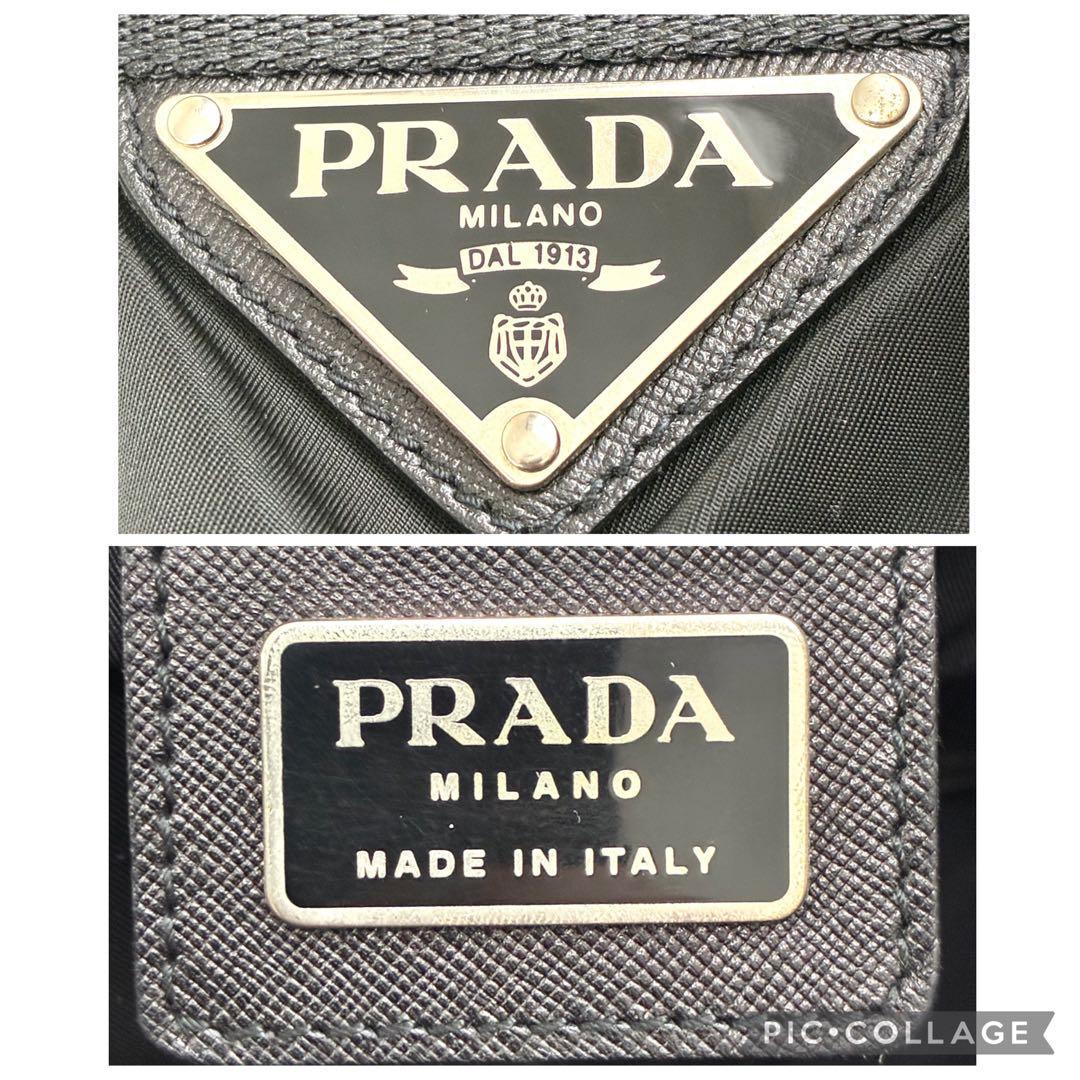 PRADA
MILANO
DAL 1913
PRADA
MILANO
MADE IN ITALY
PIC•COLLAGE